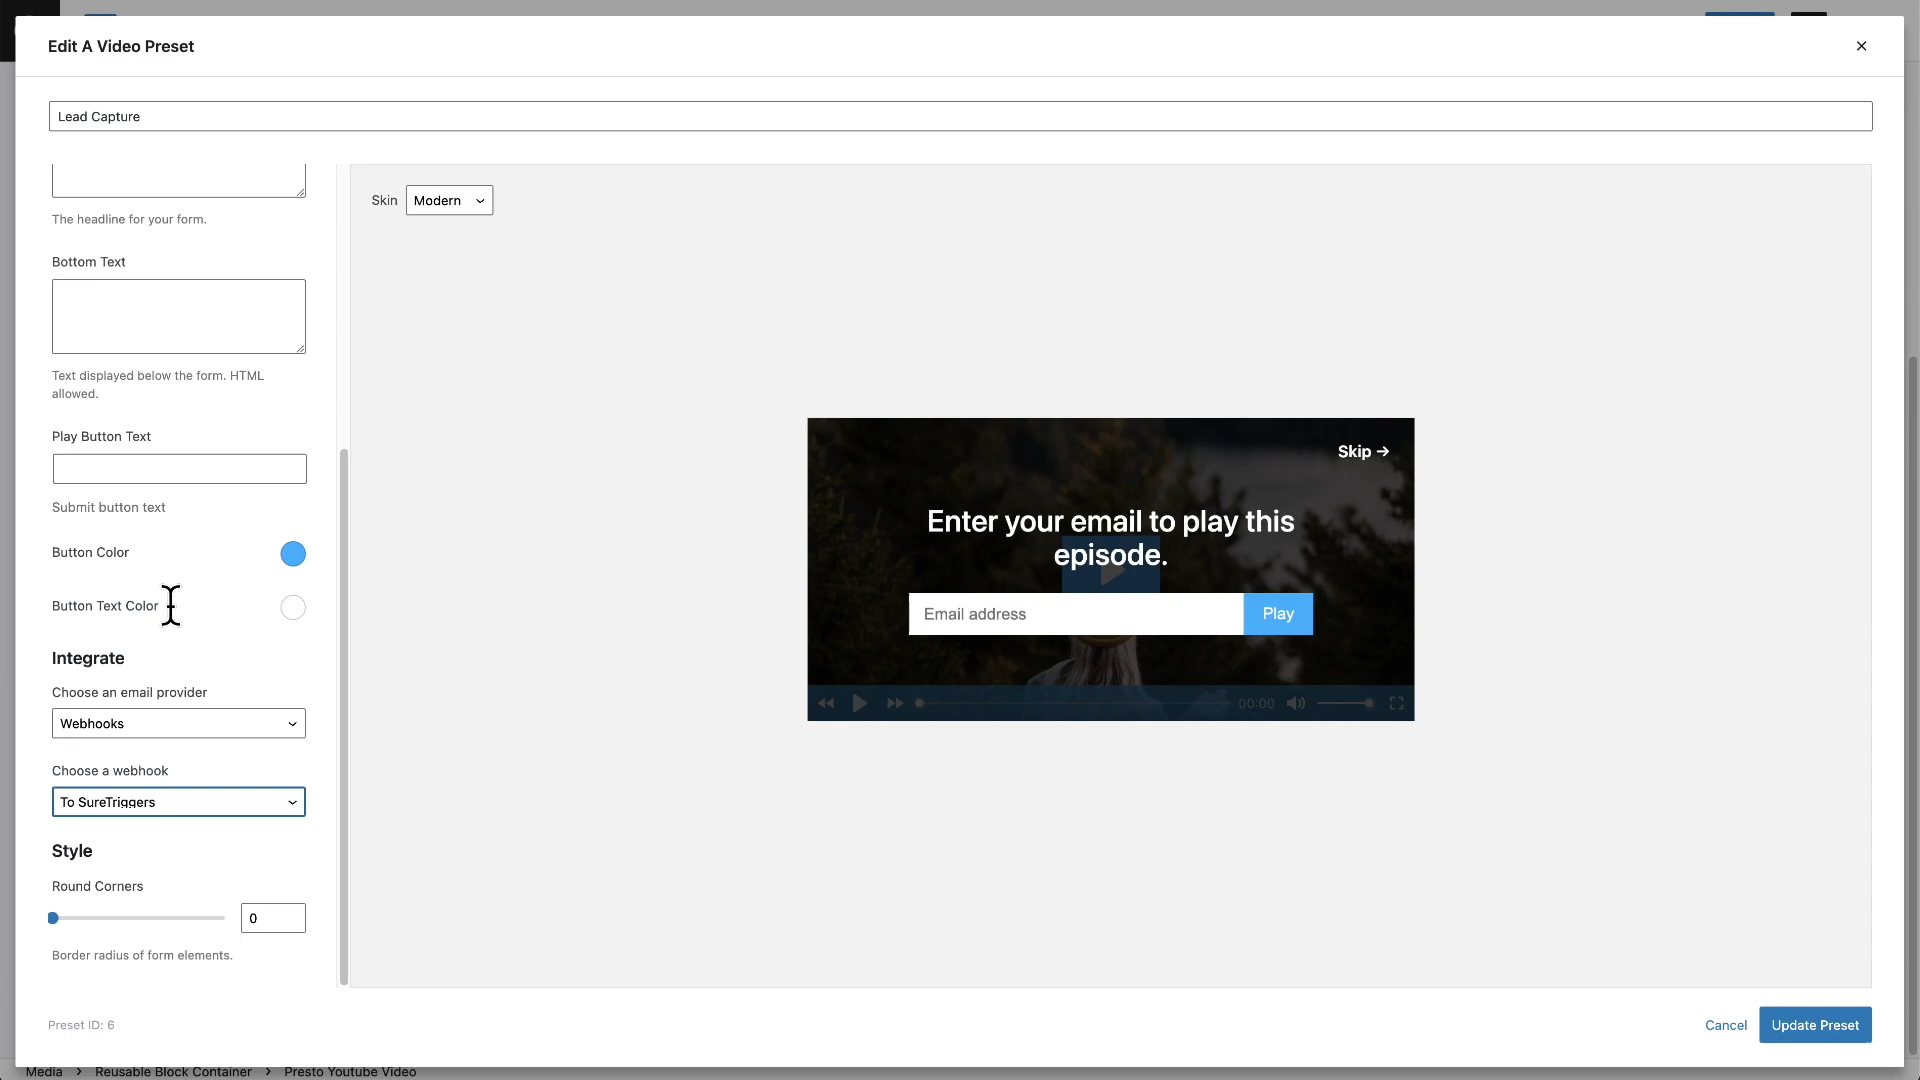 Edit A Video Preset
Lead Capture
The headline for your form.
Bottom Text
Text displayed below the form. HTML
allowed.
Play Button Text
Submit button text
Button Color
Button Text Color
Integrate
Choose an email provider
Webhooks
Choose a webhook
To SureTriggers
Style
Round Corners
0
Border radius of form elements.
Skin Modern
Skip →
Enter your email to play this
episode.
Email address Play
00:00
Preset ID: 6
Cancel Update Preset
Media > Reusable Block Container > Presto Youtube Video